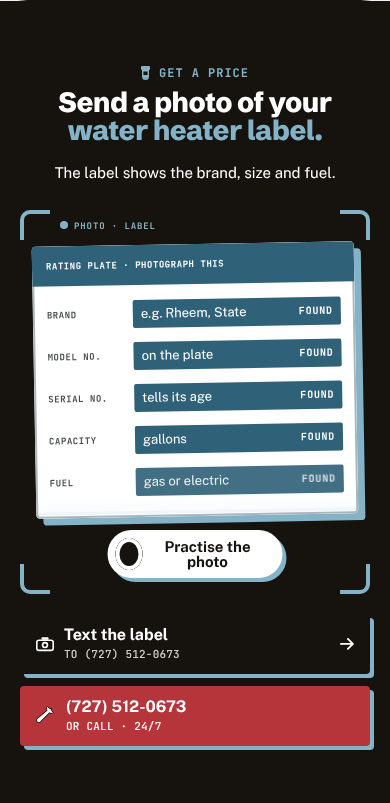 GET A PRICE
Send a photo of your
water heater label.
The label shows the brand, size and fuel.
PHOTO · LABEL
RATING PLATE · PHOTOGRAPH THIS
BRAND e.g. Rheem, State FOUND
MODEL NO. on the plate FOUND
SERIAL NO. tells its age FOUND
CAPACITY gallons FOUND
FUEL gas or electric FOUND
Practise the
photo
Text the label
TO (727) 512-0673
(727) 512-0673
OR CALL · 24/7